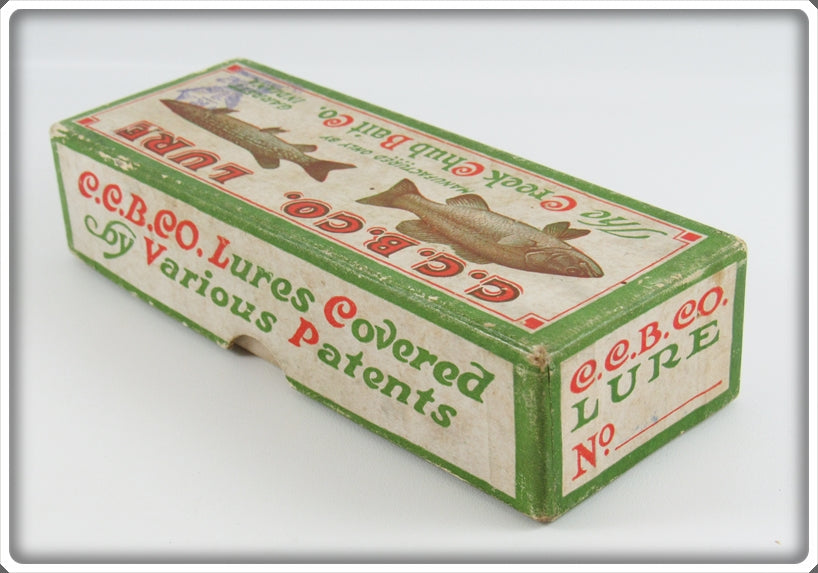 The Creek Chub Bait Co.
MANUFACTURED ONLY BY
GARRETT
C.C.B.CO. LURE
C.C.B.CO. Lures Covered
by Various Patents
C.C.B.CO.
LURE
No.